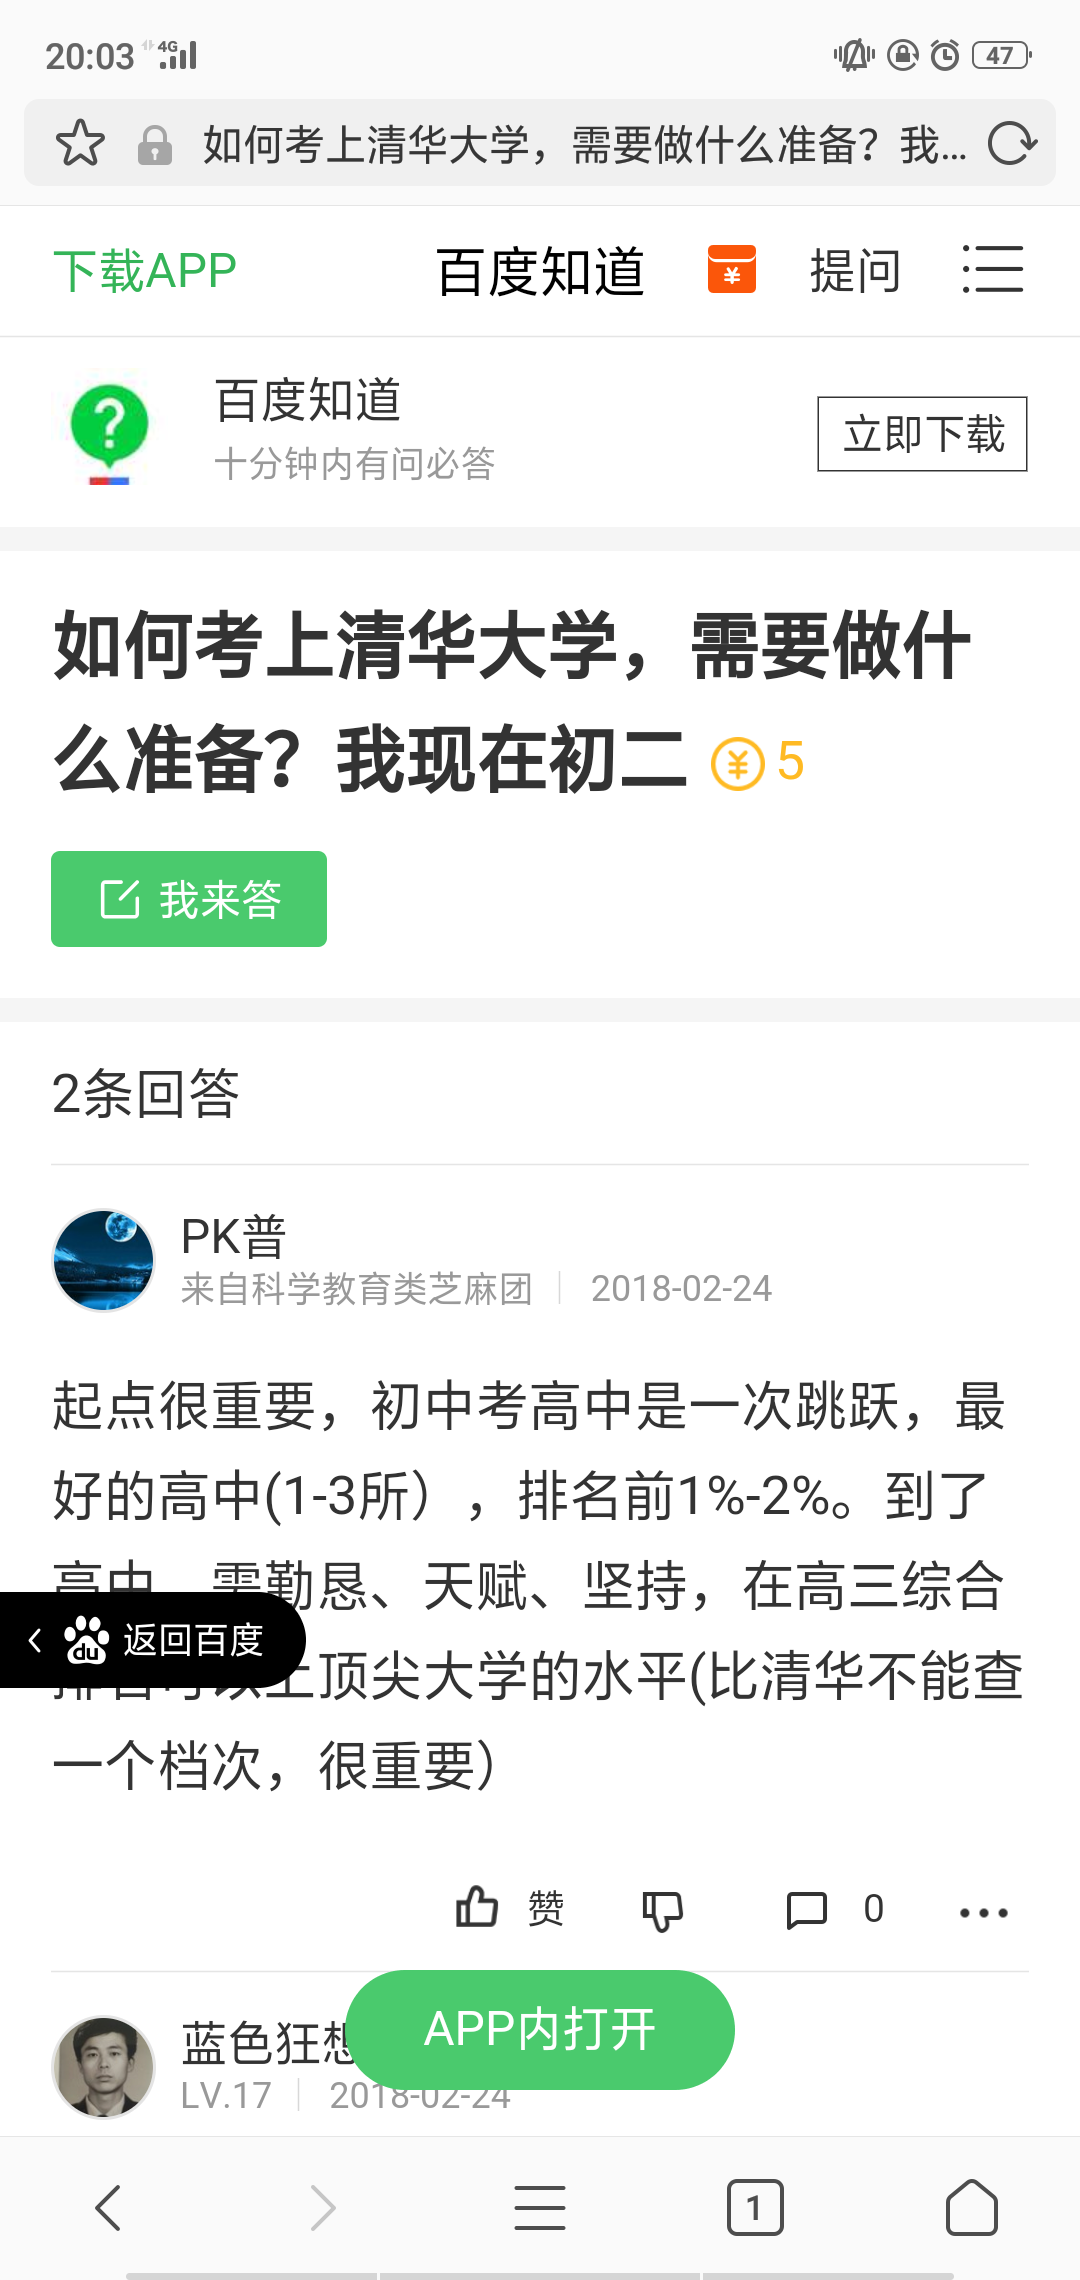 20:03 4G 47
如何考上清华大学，需要做什么准备？我...
下载APP 百度知道 提问
百度知道
十分钟内有问必答
立即下载
如何考上清华大学，需要做什
么准备？我现在初二 5
我来答
2条回答
PK普
来自科学教育类芝麻团 2018-02-24
起点很重要，初中考高中是一次跳跃，最
好的高中(1-3所），排名前1%-2%。到了
高中，需勤恳、天赋、坚持，在高三综合
顶尖大学的水平(比清华不能查
返回百度
一个档次，很重要）
赞 0
APP内打开
蓝色狂想
LV.17 2018-02-24
1